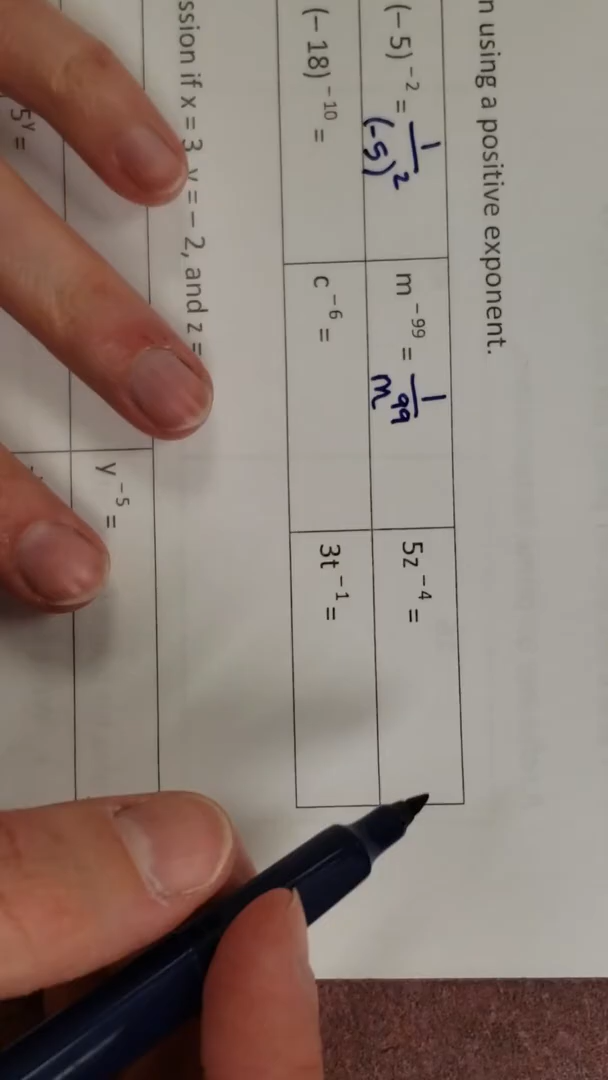 n using a positive exponent.
(– 5)⁻² = 1/(-5)²
m⁻⁹⁹ = 1/m⁹⁹
5z⁻⁴ =
(– 18)⁻¹⁰ =
c⁻⁶ =
3t⁻¹ =
ssion if x = 3, y = – 2, and z =
y⁻⁵ =
5ʸ =